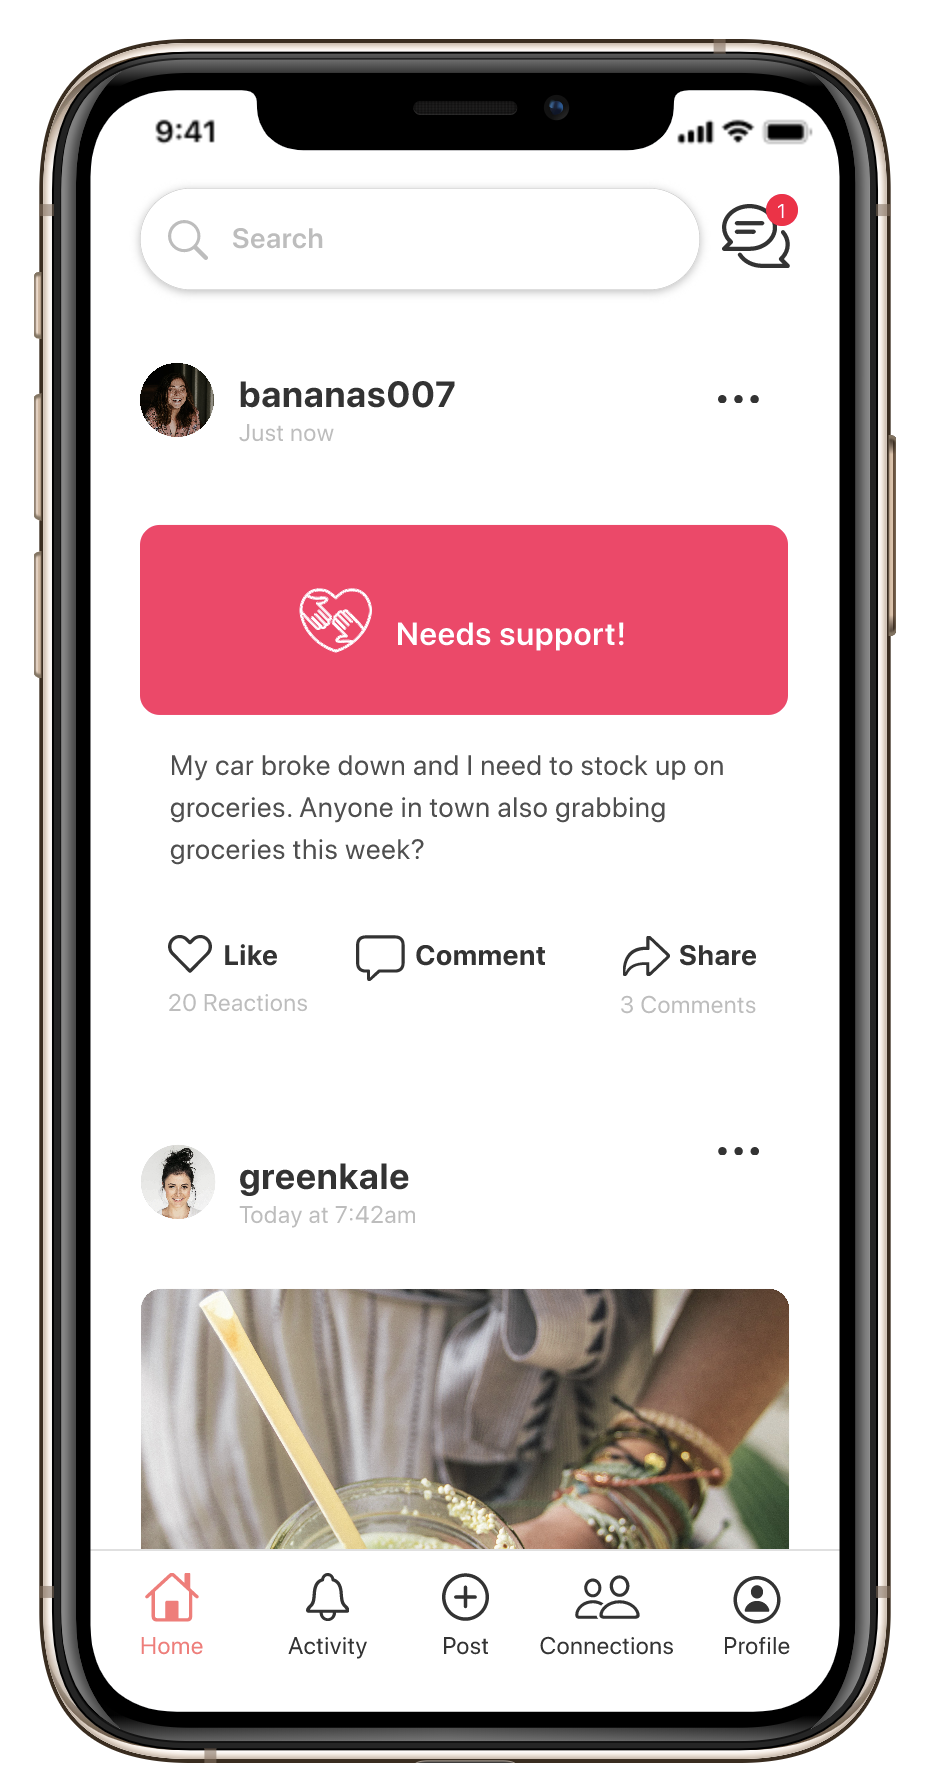 9:41
Search
1
bananas007
Just now
Needs support!
My car broke down and I need to stock up on
groceries. Anyone in town also grabbing
groceries this week?
Like Comment Share
20 Reactions 3 Comments
greenkale
Today at 7:42am
Home Activity Post Connections Profile